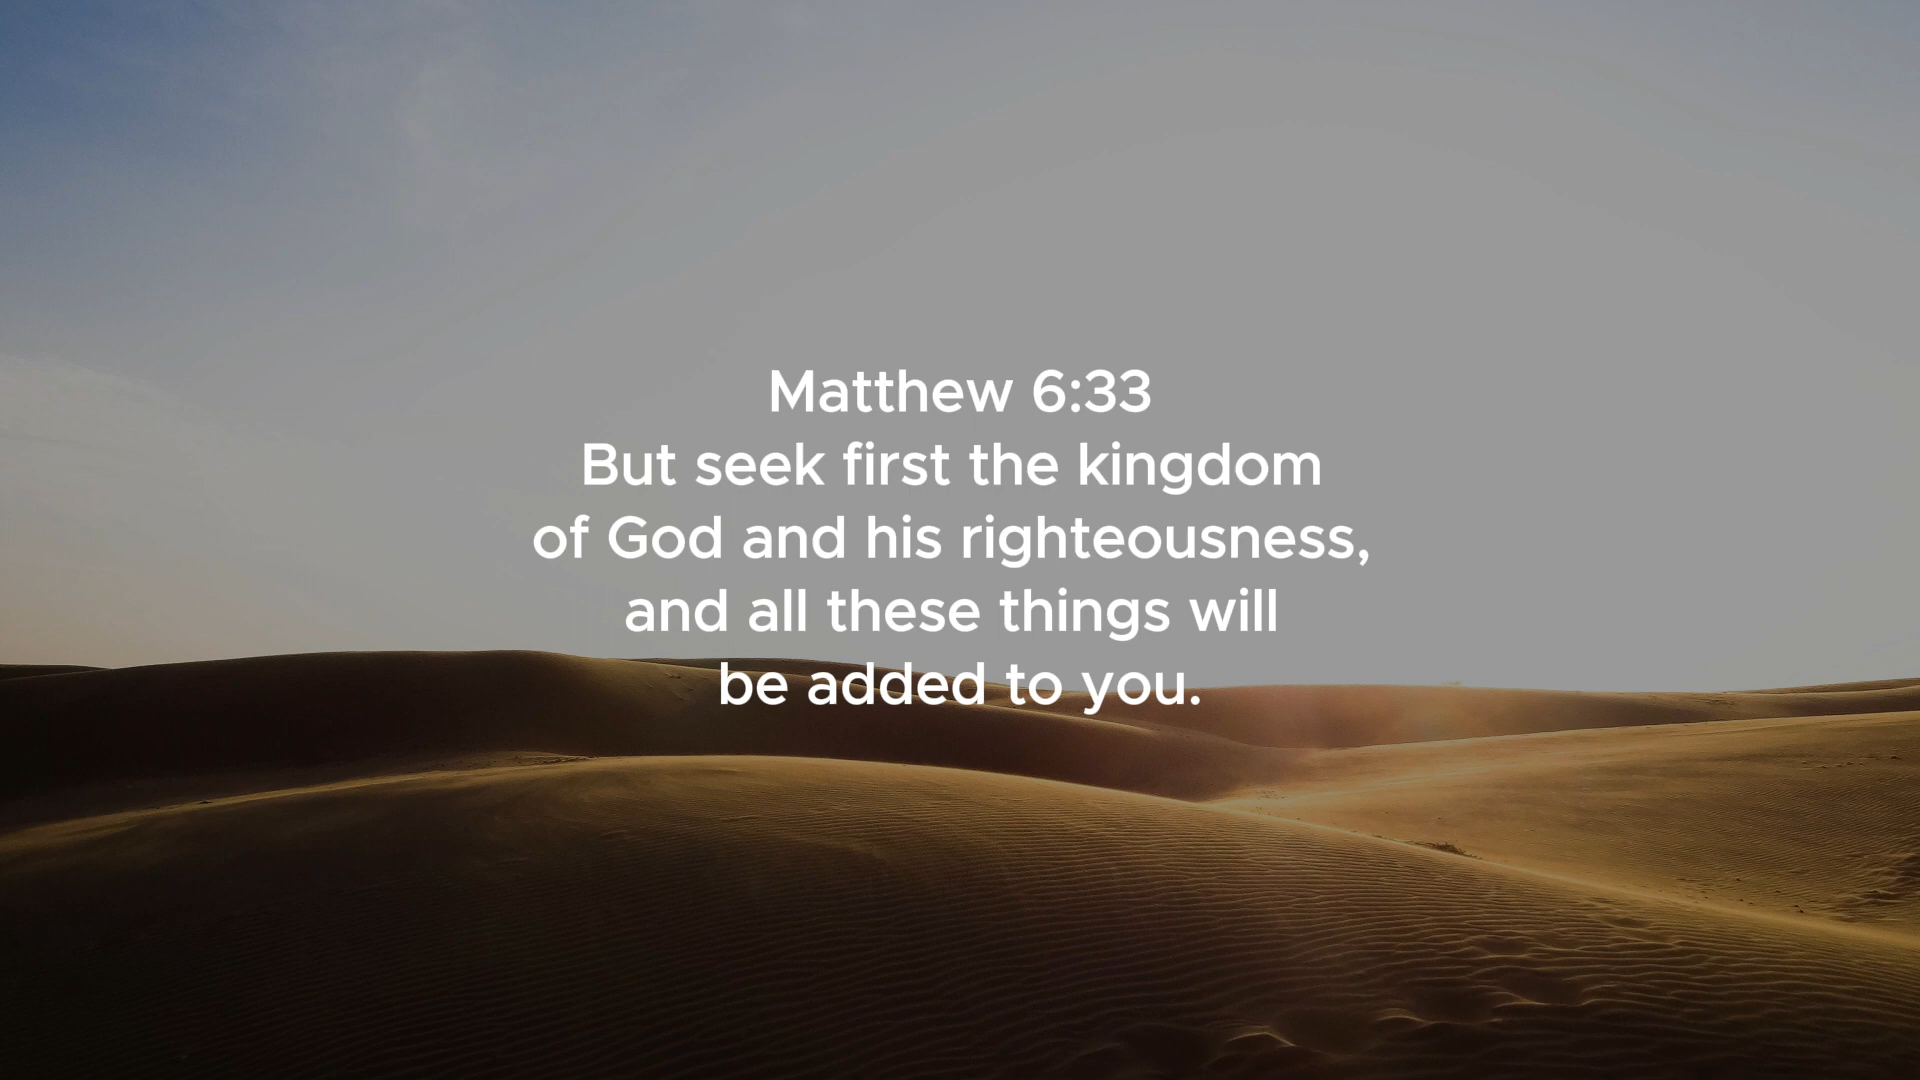 Matthew 6:33
But seek first the kingdom
of God and his righteousness,
and all these things will
be added to you.